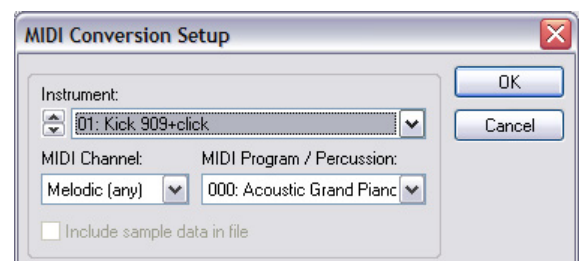 MIDI Conversion Setup
Instrument:
01: Kick 909+click
MIDI Channel: MIDI Program / Percussion:
Melodic (any) 000: Acoustic Grand Pianc
Include sample data in file
OK
Cancel